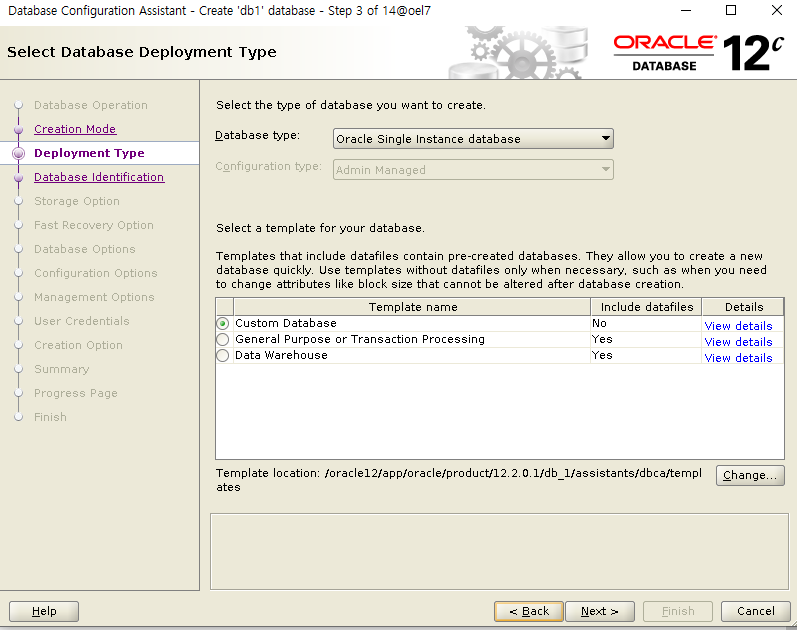 Database Configuration Assistant - Create 'db1' database - Step 3 of 14@oel7
Select Database Deployment Type
ORACLE
DATABASE
12c
Database Operation
Creation Mode
Deployment Type
Database Identification
Storage Option
Fast Recovery Option
Database Options
Configuration Options
Management Options
User Credentials
Creation Option
Summary
Progress Page
Finish
Select the type of database you want to create.
Database type: Oracle Single Instance database
Configuration type: Admin Managed
Select a template for your database.
Templates that include datafiles contain pre-created databases. They allow you to create a new
database quickly. Use templates without datafiles only when necessary, such as when you need
to change attributes like block size that cannot be altered after database creation.
Template name Include datafiles Details
Custom Database No View details
General Purpose or Transaction Processing Yes View details
Data Warehouse Yes View details
Template location: /oracle12/app/oracle/product/12.2.0.1/db_1/assistants/dbca/templ
ates
Change...
Help < Back Next > Finish Cancel